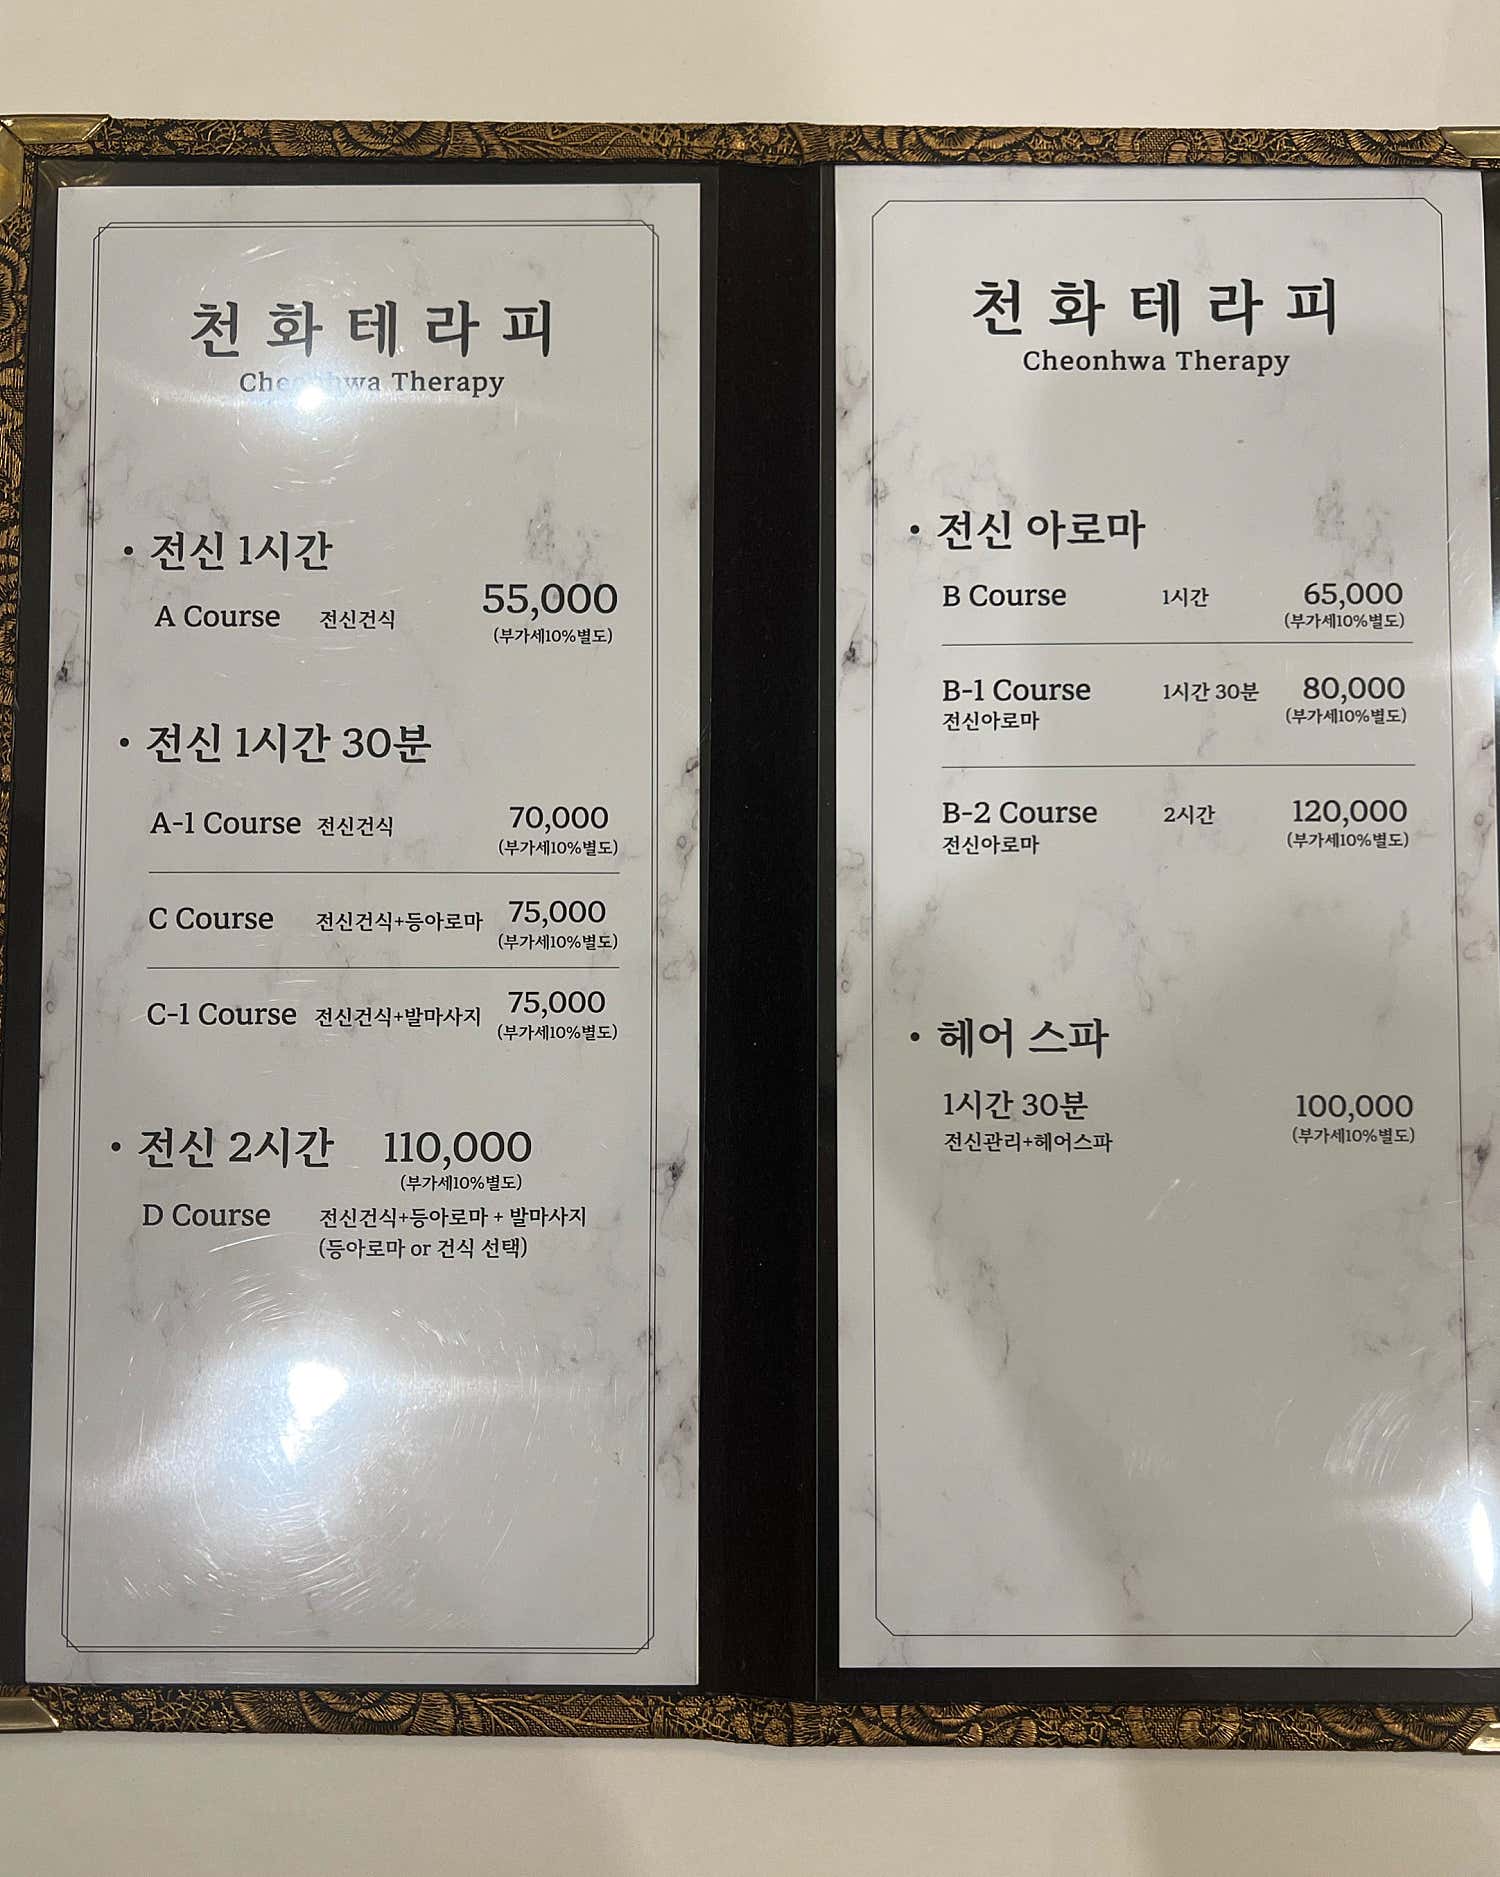 천화테라피
Cheonhwa Therapy
• 전신 1시간
A Course 전신건식 55,000
(부가세10%별도)
• 전신 1시간 30분
A-1 Course 전신건식 70,000
(부가세10%별도)
C Course 전신건식+등아로마 75,000
(부가세10%별도)
C-1 Course 전신건식+발마사지 75,000
(부가세10%별도)
• 전신 2시간 110,000
(부가세10%별도)
D Course 전신건식+등아로마 + 발마사지
(등아로마 or 건식 선택)
천화테라피
Cheonhwa Therapy
• 전신 아로마
B Course 1시간 65,000
(부가세10%별도)
B-1 Course 1시간 30분 80,000
전신아로마 (부가세10%별도)
B-2 Course 2시간 120,000
전신아로마 (부가세10%별도)
• 헤어 스파
1시간 30분 100,000
전신관리+헤어스파 (부가세10%별도)